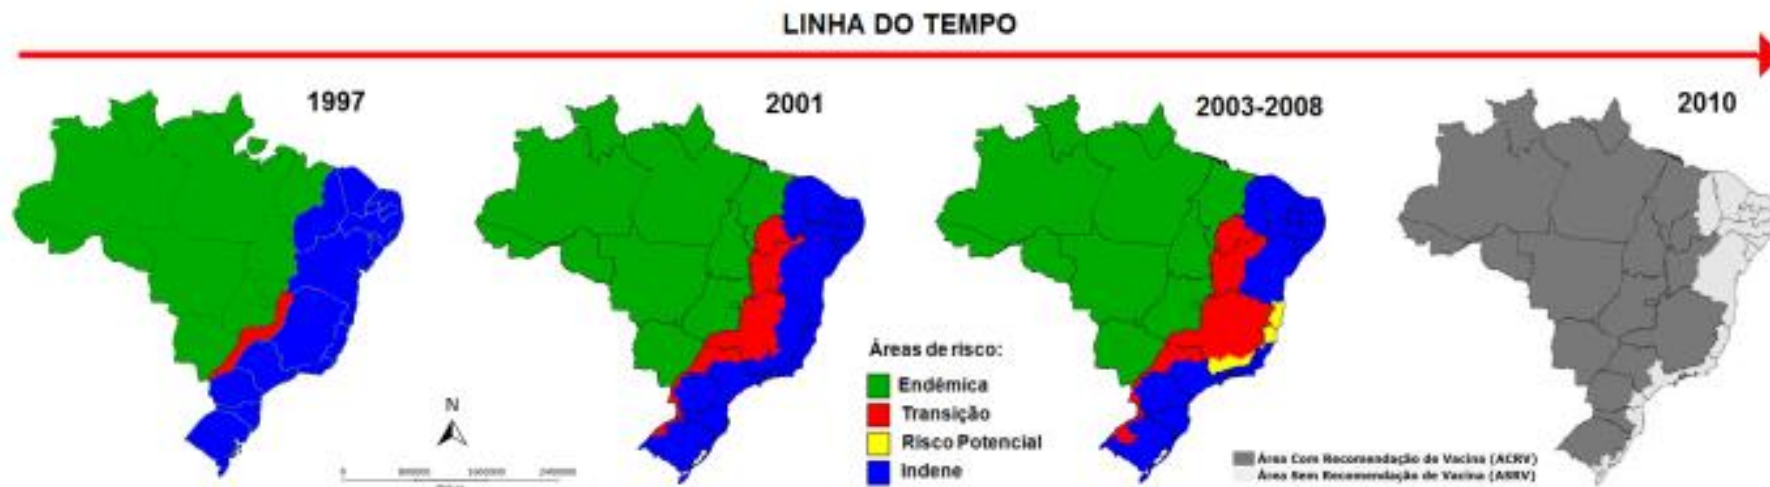 LINHA DO TEMPO
1997
2001
2003-2008
2010
Áreas de risco:
Endêmica
Transição
Risco Potencial
Indene
N
0
Área Com Recomendação de Vacina (ACRV)
Área Sem Recomendação de Vacina (ASRV)